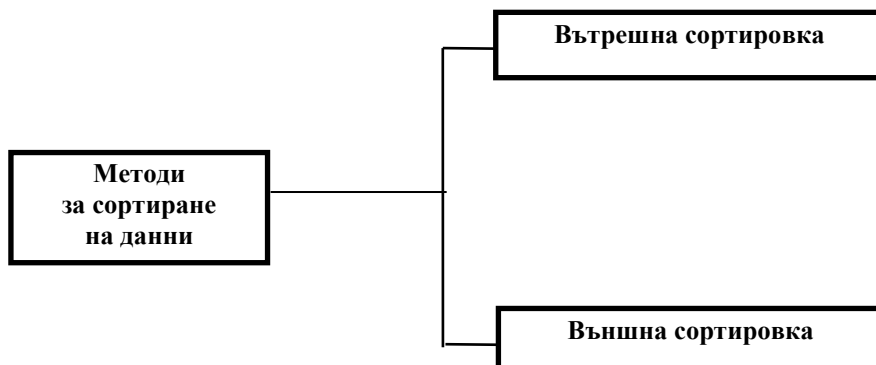 Вътрешна сортировка
Методи
за сортиране
на данни
Външна сортировка